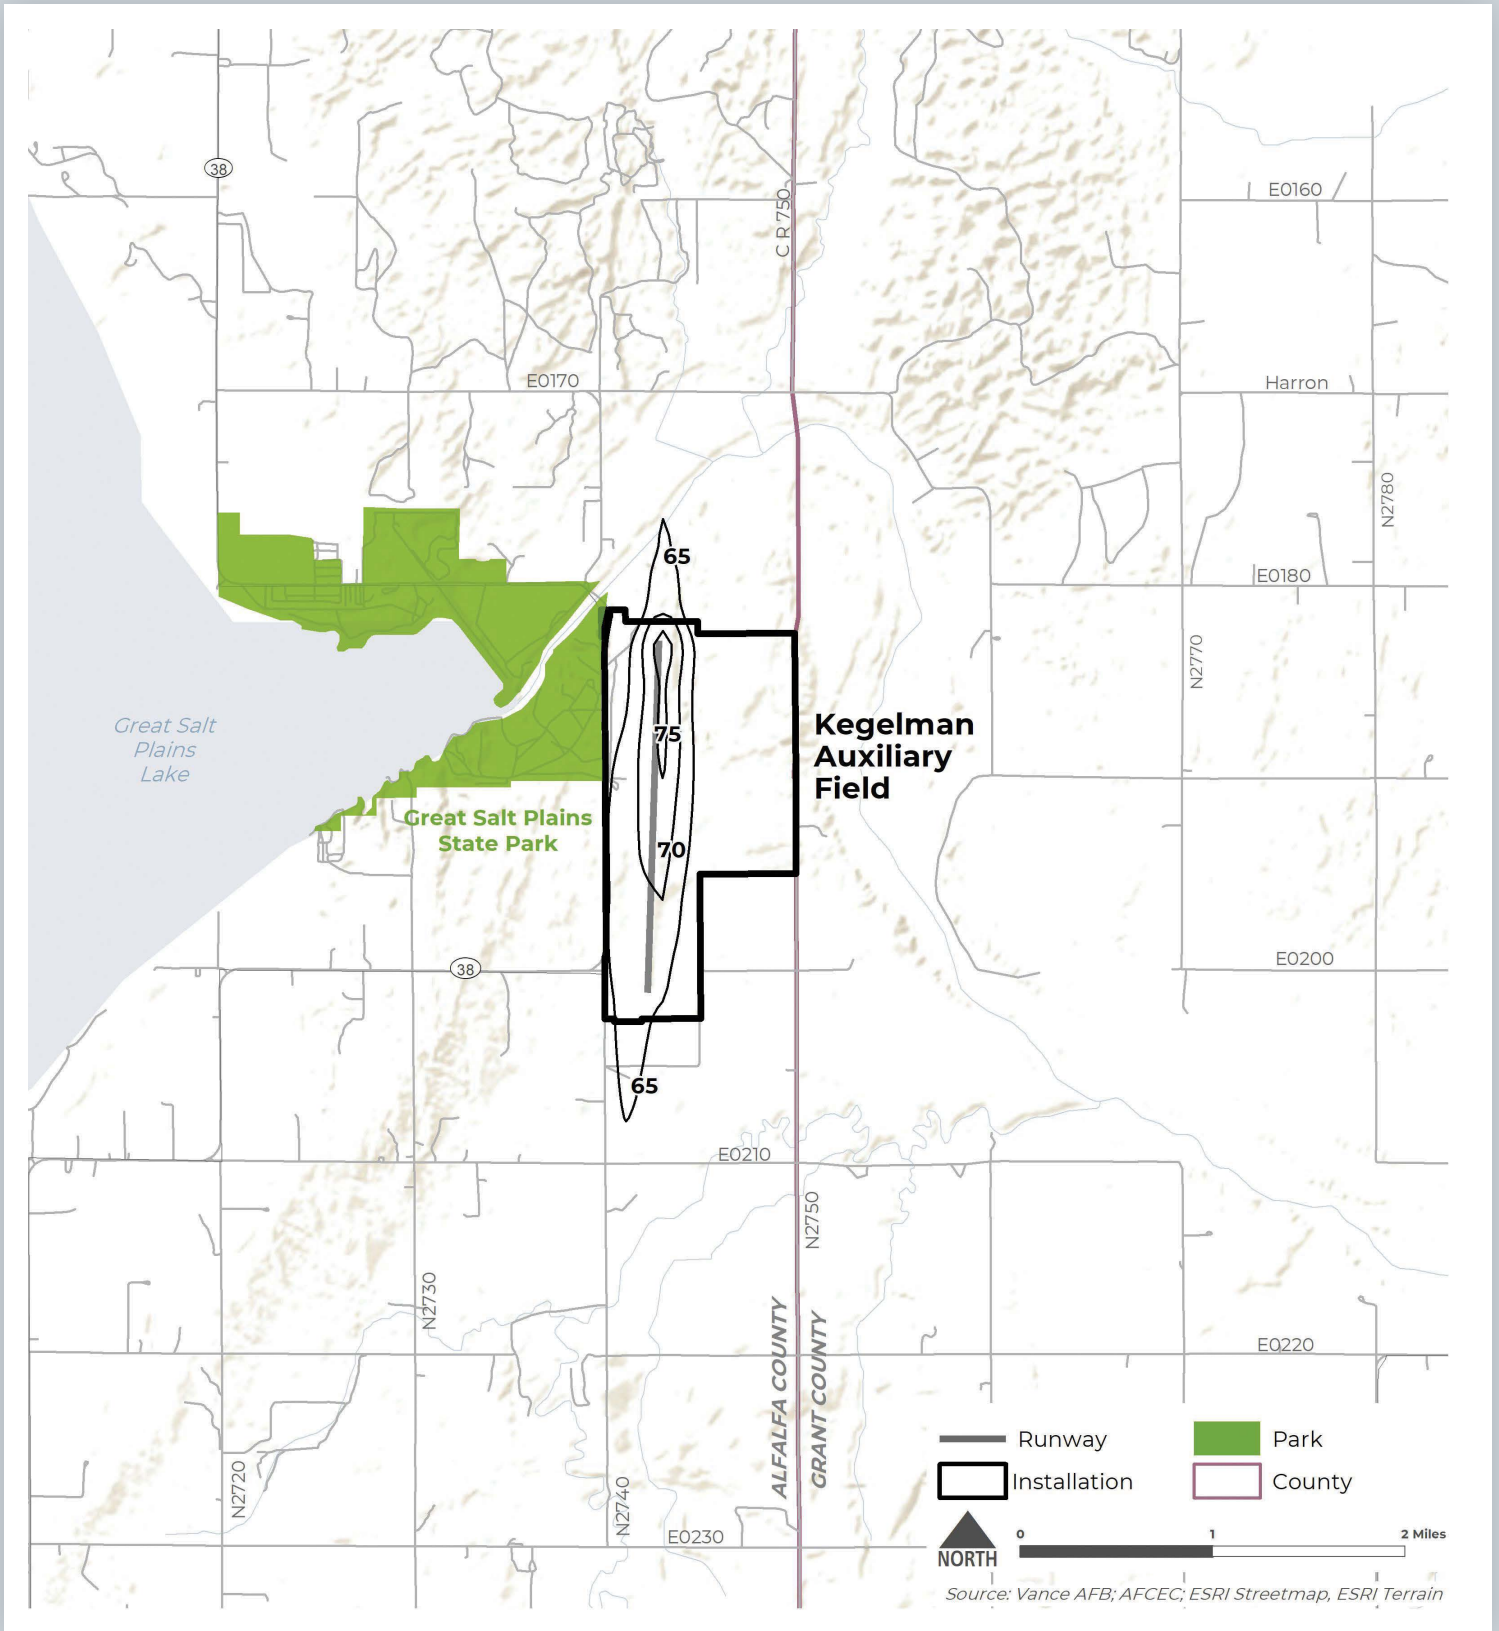 38
E0160
C R 750
E0170
Harron
N2780
65
E0180
N2770
Great Salt
Plains
Lake
75
Kegelman
Auxiliary
Field
Great Salt Plains
State Park
70
38
E0200
65
E0210
N2750
N2730
ALFALFA COUNTY
GRANT COUNTY
E0220
N2720
N2740
E0230
Runway
Park
Installation
County
NORTH
0 1 2 Miles
Source: Vance AFB; AFCEC; ESRI Streetmap, ESRI Terrain